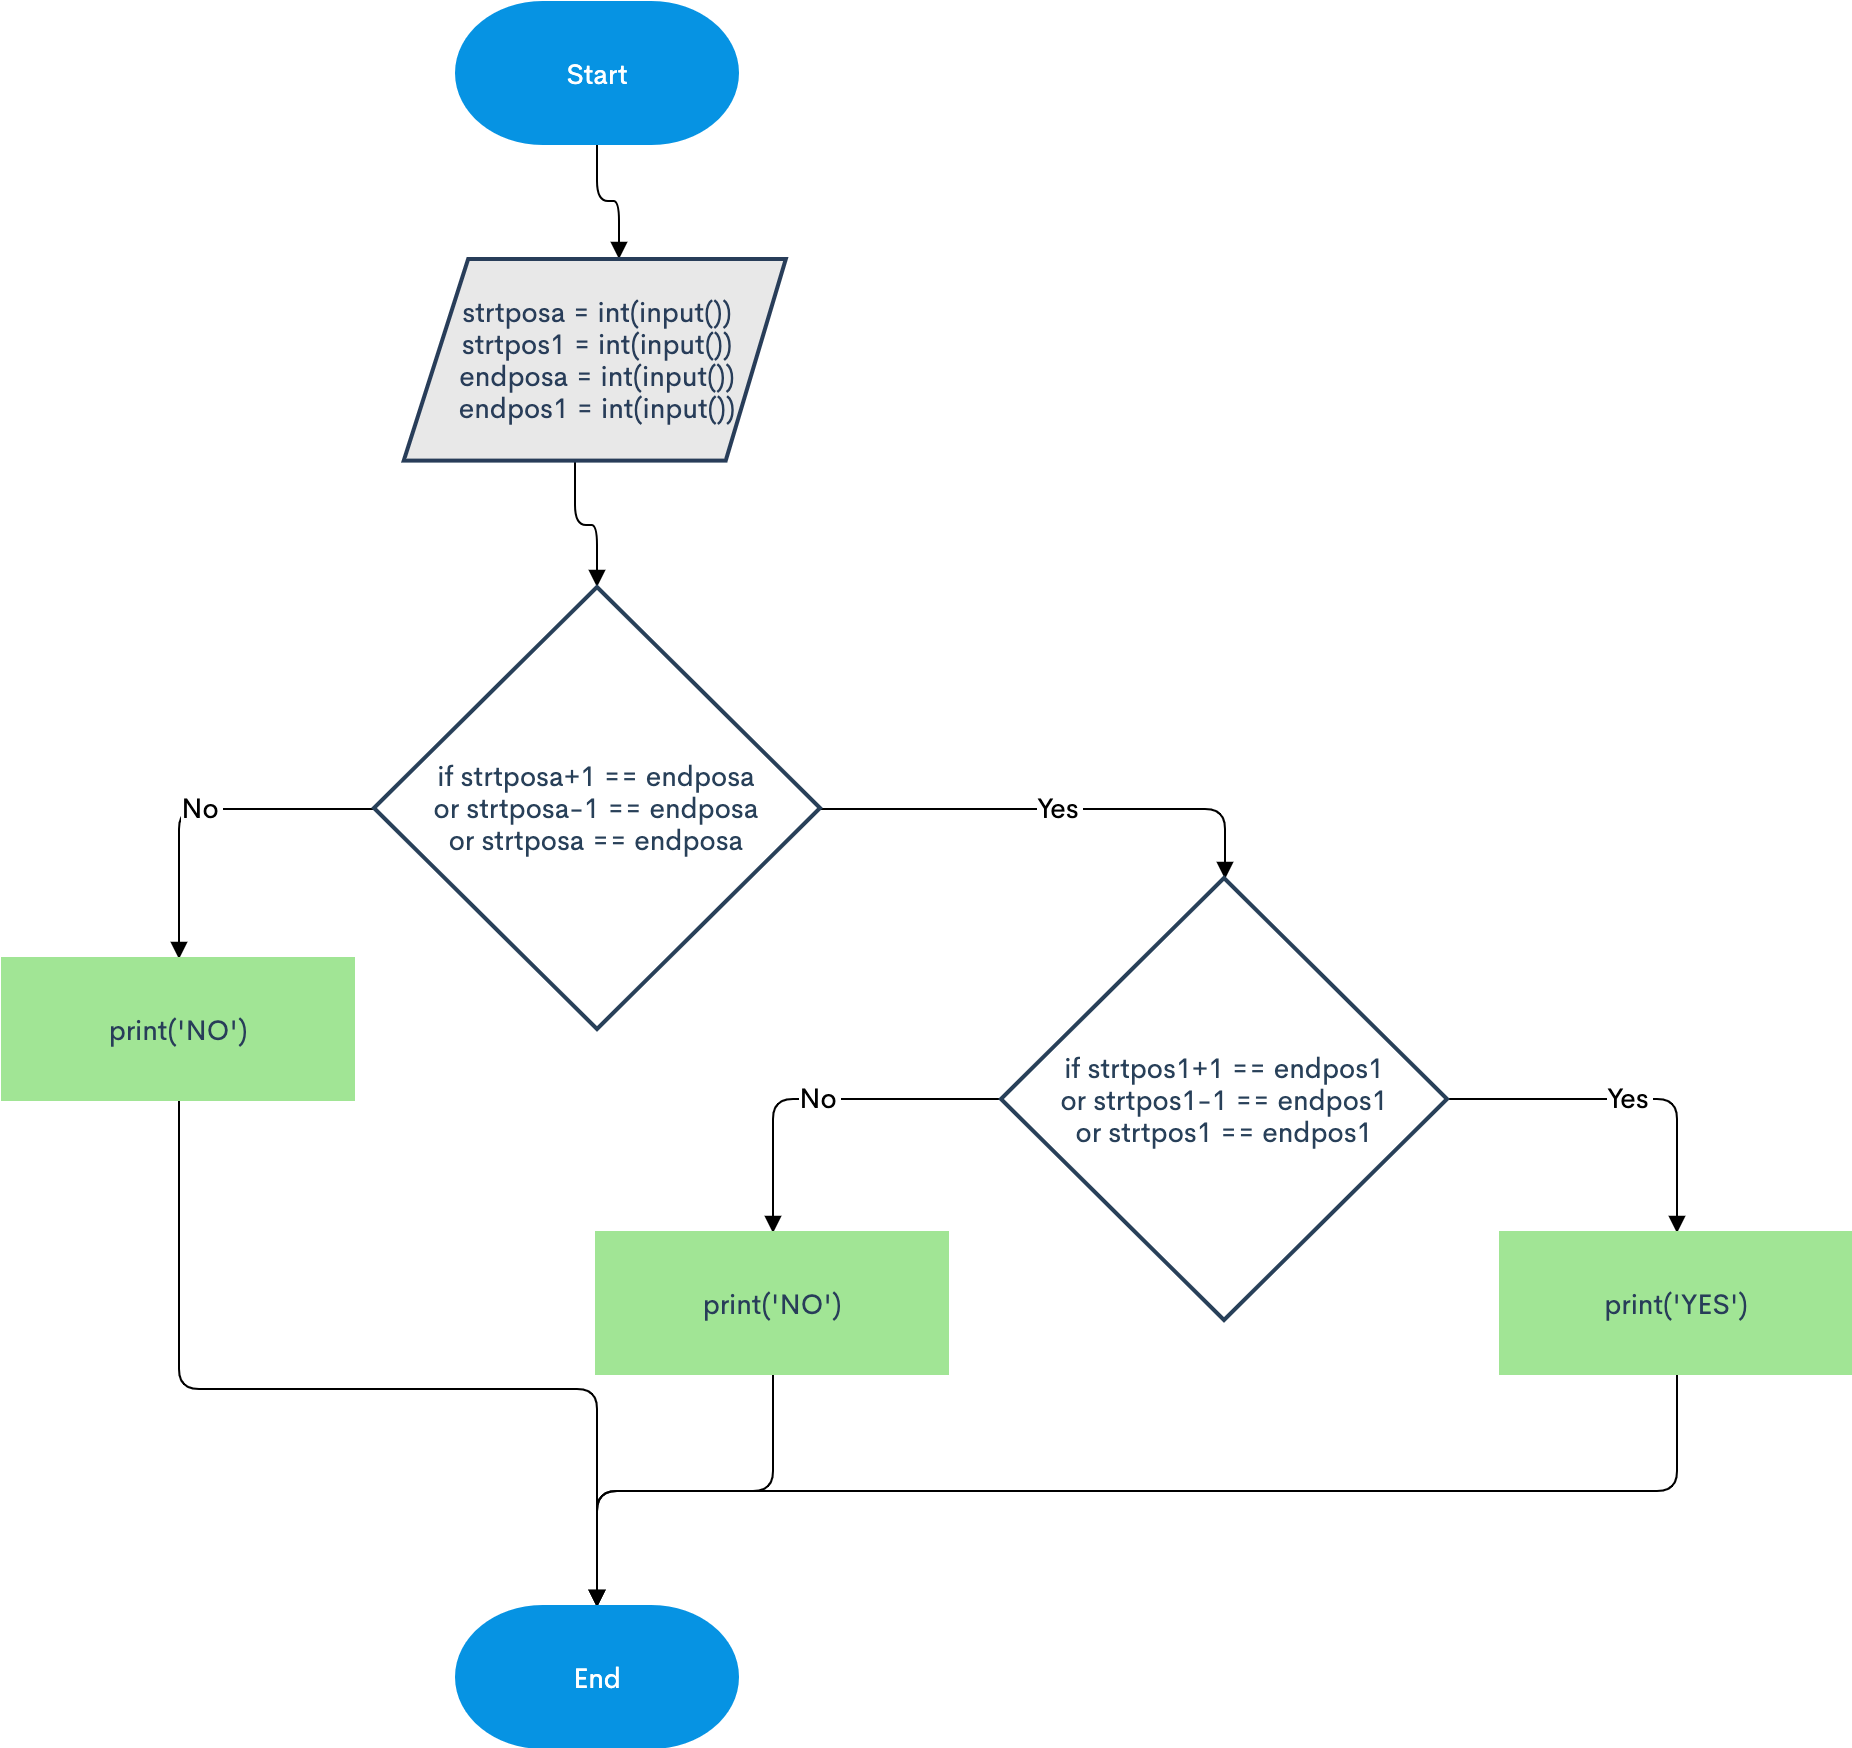 Start
strtposa = int(input())
strtpos1 = int(input())
endposa = int(input())
endpos1 = int(input())
if strtposa+1 == endposa
or strtposa-1 == endposa
or strtposa == endposa
No
Yes
print('NO')
if strtpos1+1 == endpos1
or strtpos1-1 == endpos1
or strtpos1 == endpos1
No
Yes
print('NO')
print('YES')
End